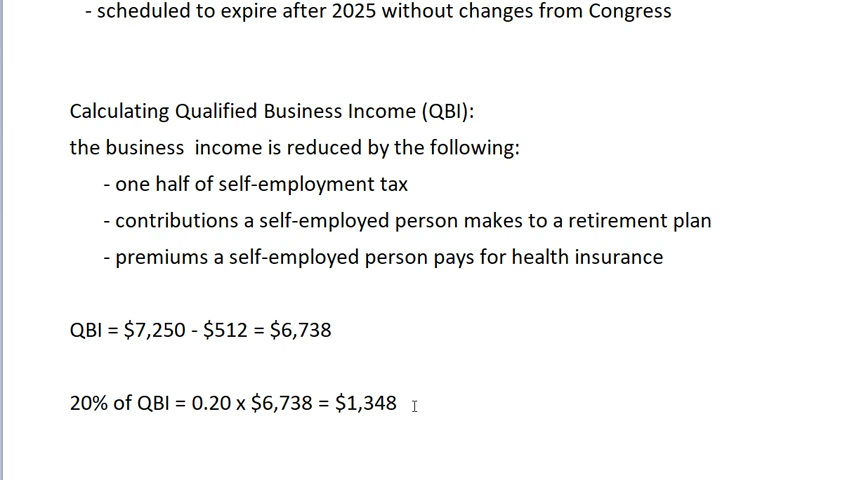 - scheduled to expire after 2025 without changes from Congress
Calculating Qualified Business Income (QBI):
the business  income is reduced by the following:
- one half of self-employment tax
- contributions a self-employed person makes to a retirement plan
- premiums a self-employed person pays for health insurance
QBI = $7,250 - $512 = $6,738
20% of QBI = 0.20 x $6,738 = $1,348